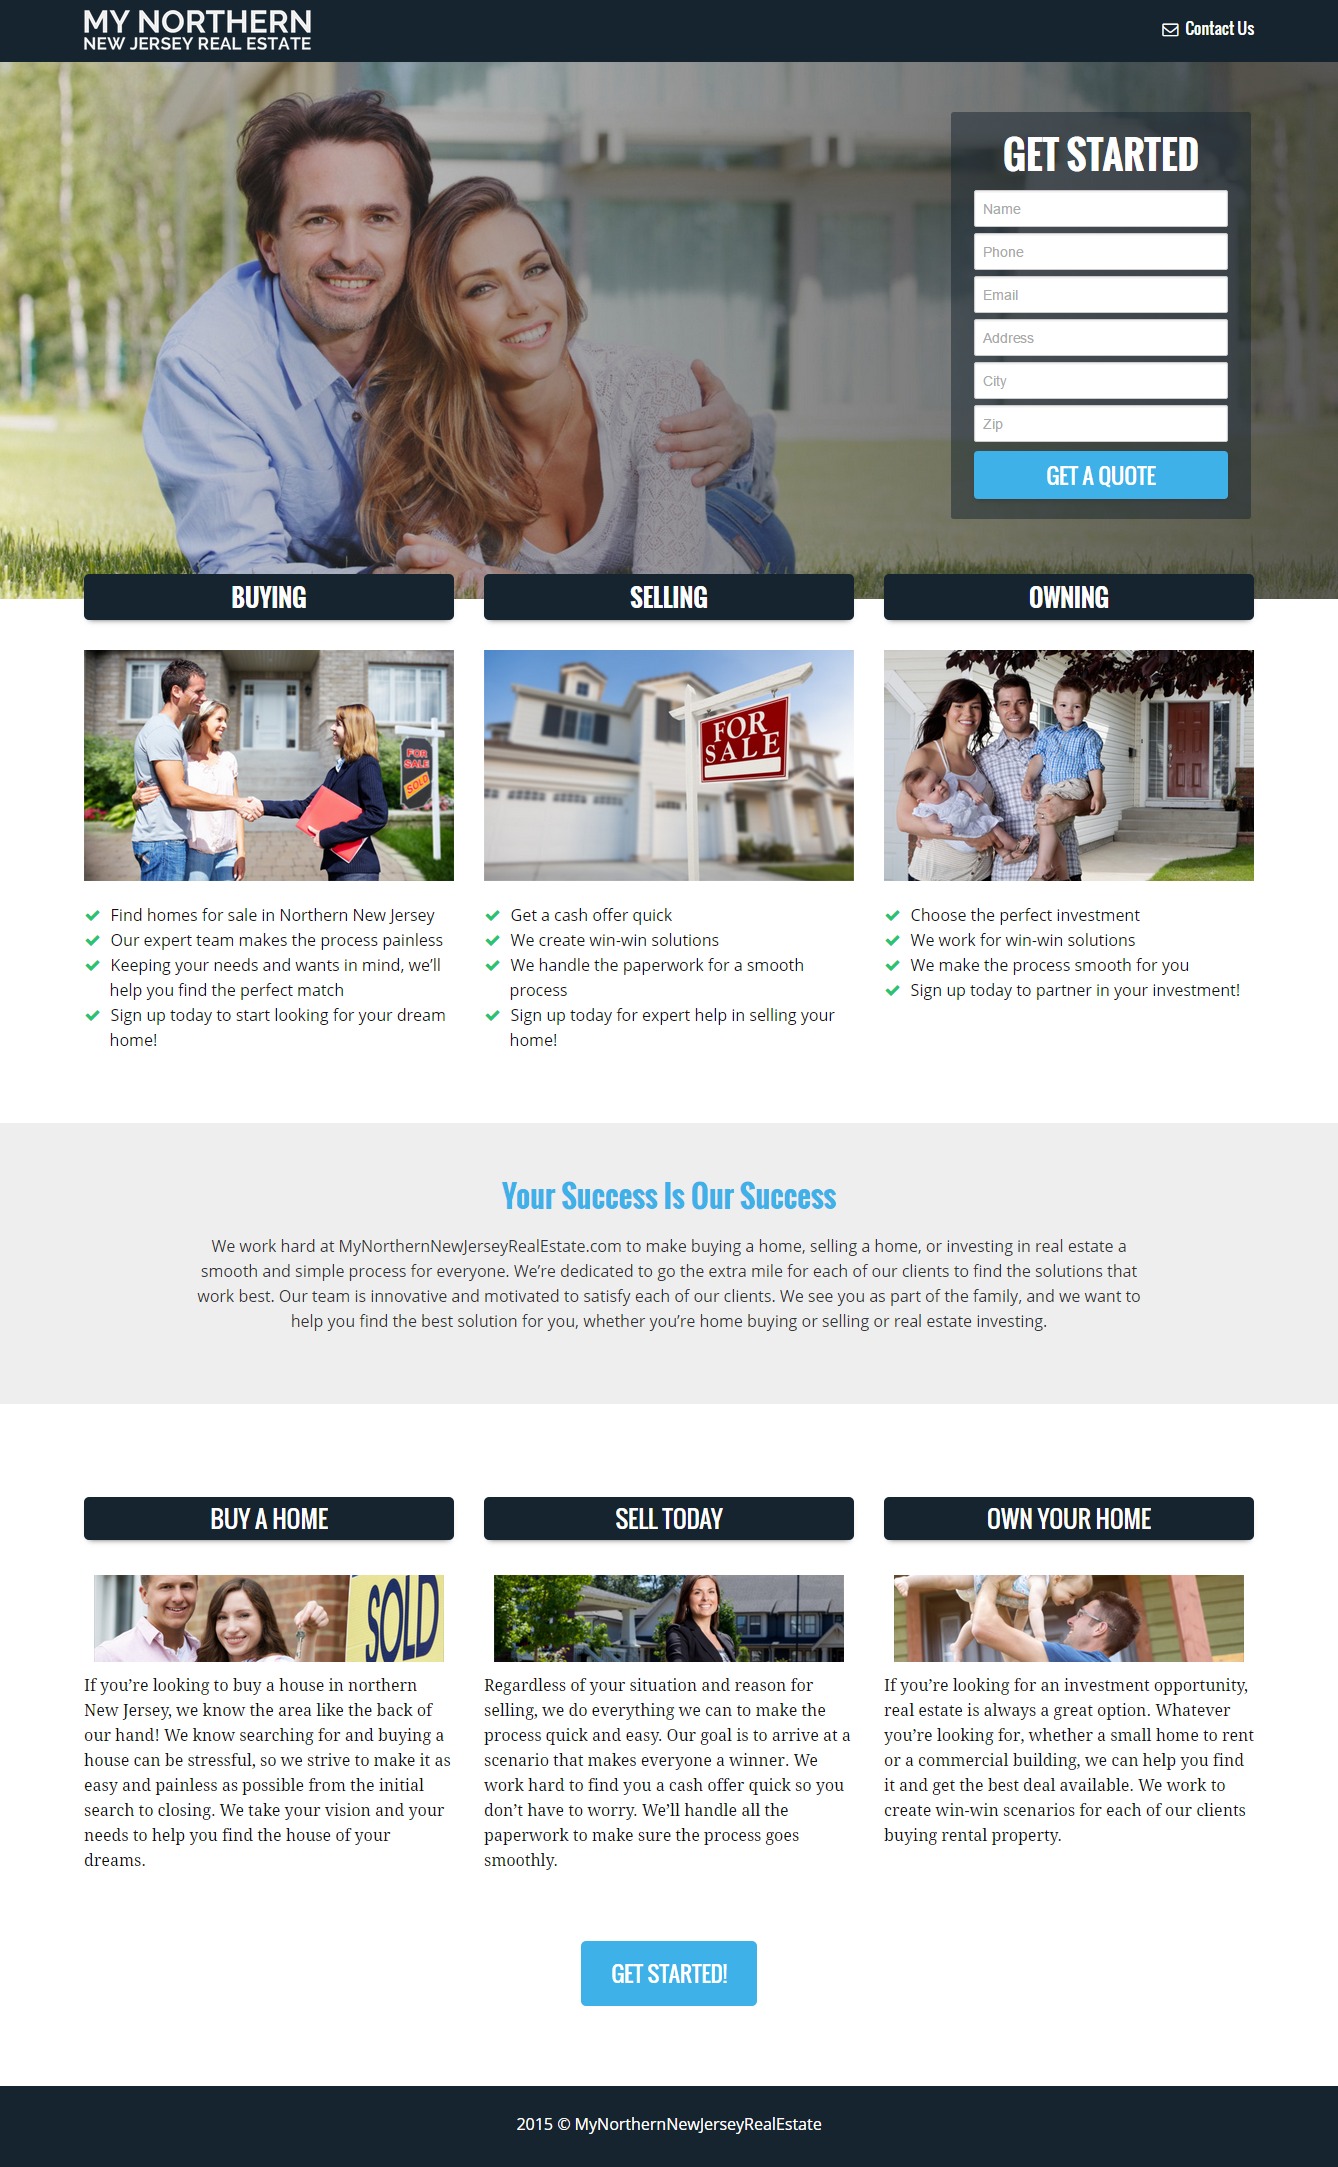 MY NORTHERN
NEW JERSEY REAL ESTATE
Contact Us
GET STARTED
Name
Phone
Email
Address
City
Zip
GET A QUOTE
BUYING
SELLING
OWNING
FOR
SALE
SOLD
FOR
SALE
Find homes for sale in Northern New Jersey
Our expert team makes the process painless
Keeping your needs and wants in mind, we’ll
help you find the perfect match
Sign up today to start looking for your dream
home!
Get a cash offer quick
We create win-win solutions
We handle the paperwork for a smooth
process
Sign up today for expert help in selling your
home!
Choose the perfect investment
We work for win-win solutions
We make the process smooth for you
Sign up today to partner in your investment!
Your Success Is Our Success
We work hard at MyNorthernNewJerseyRealEstate.com to make buying a home, selling a home, or investing in real estate a
smooth and simple process for everyone. We’re dedicated to go the extra mile for each of our clients to find the solutions that
work best. Our team is innovative and motivated to satisfy each of our clients. We see you as part of the family, and we want to
help you find the best solution for you, whether you’re home buying or selling or real estate investing.
BUY A HOME
SELL TODAY
OWN YOUR HOME
SOLD
If you’re looking to buy a house in northern
New Jersey, we know the area like the back of
our hand! We know searching for and buying a
house can be stressful, so we strive to make it as
easy and painless as possible from the initial
search to closing. We take your vision and your
needs to help you find the house of your
dreams.
Regardless of your situation and reason for
selling, we do everything we can to make the
process quick and easy. Our goal is to arrive at a
scenario that makes everyone a winner. We
work hard to find you a cash offer quick so you
don’t have to worry. We’ll handle all the
paperwork to make sure the process goes
smoothly.
If you’re looking for an investment opportunity,
real estate is always a great option. Whatever
you’re looking for, whether a small home to rent
or a commercial building, we can help you find
it and get the best deal available. We work to
create win-win scenarios for each of our clients
buying rental property.
GET STARTED!
2015 © MyNorthernNewJerseyRealEstate